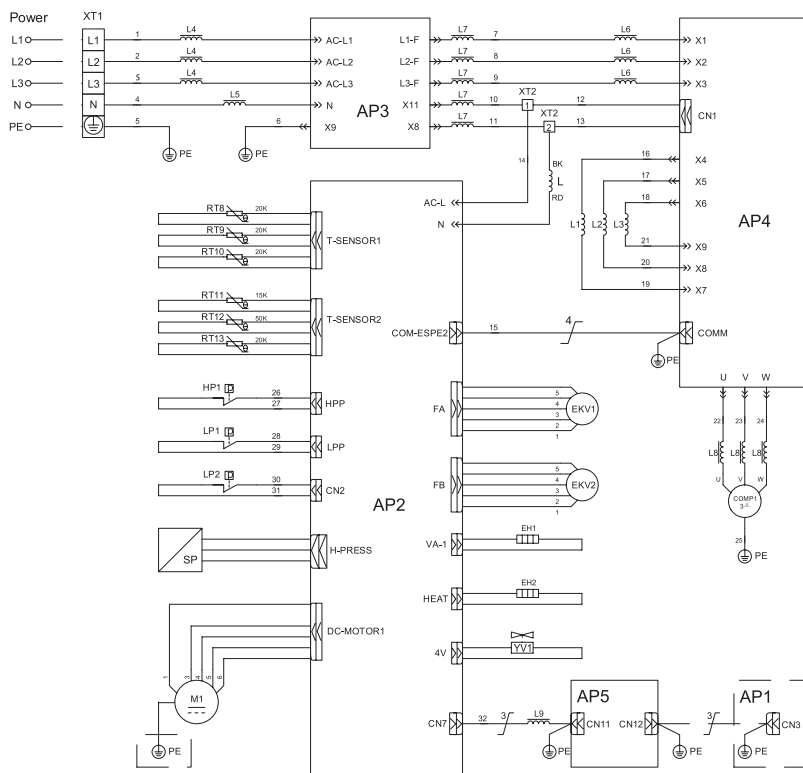 Power XT1
L1 L1 1 L4 AC-L1 L1-F L7 7 L6 X1
L2 L2 2 L4 AC-L2 L2-F L7 8 L6 X2
L3 L3 5 L4 AC-L3 L3-F L7 9 L6 X3
AP3
XT2
N N 4 L5 N X11 L7 10 1 12
CN1
XT2
PE 5 6 X9 X8 L7 11 2 13
PE PE
14
BK
L
RD
16 X4
17 X5
18 X6
AP4
AC-L
N
L1 L2 L3
21 X9
20 X8
19 X7
RT8 20K
RT9 20K
RT10 20K
T-SENSOR1
RT11 15K
RT12 50K
RT13 20K
T-SENSOR2
COM-ESPE2 15 4 COMM
PE
U V W
HP1 P 26
27
HPP
FA
5
4
3
2
1
EKV1
22 23 24
LP1 P 28
29
LPP
L8 L8 L8
LP2 P 30
31
CN2
FB
5
4
3
2
1
EKV2
U V W
COMP1
3~
AP2
SP
H-PRESS
VA-1
EH1
25
PE
HEAT
EH2
DC-MOTOR1
4V
YV1
1 3 4 5 6
M1
PE
AP5 AP1
CN7 32 3 L9 CN11 CN12 3 CN3
PE PE PE